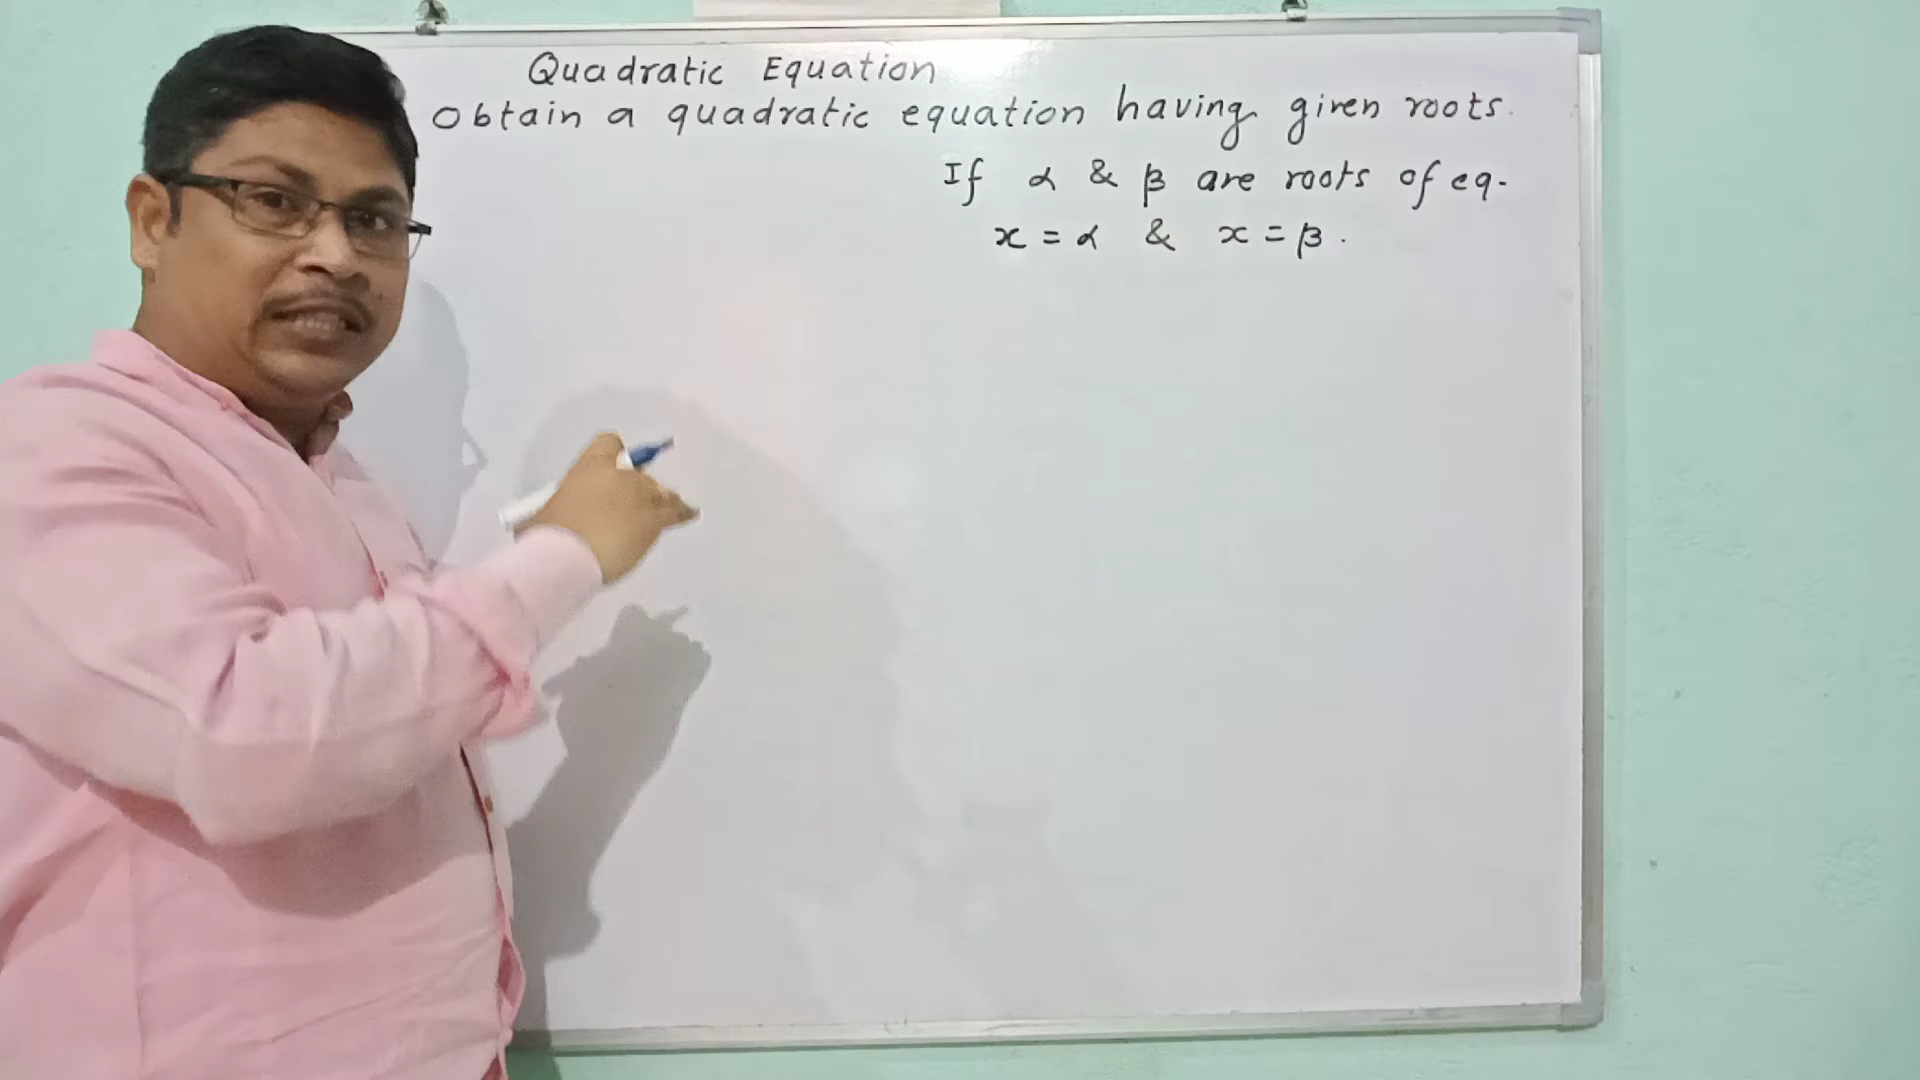 Quadratic Equation
Obtain a quadratic equation having given roots.
If α & β are roots of eq.
x = α & x = β.